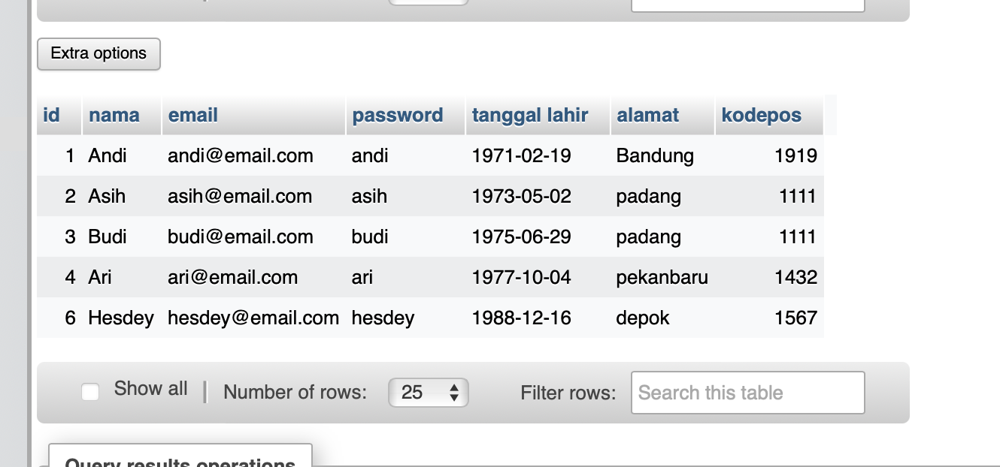 Extra options
id nama email password tanggal lahir alamat kodepos
1 Andi andi@email.com andi 1971-02-19 Bandung 1919
2 Asih asih@email.com asih 1973-05-02 padang 1111
3 Budi budi@email.com budi 1975-06-29 padang 1111
4 Ari ari@email.com ari 1977-10-04 pekanbaru 1432
6 Hesdey hesdey@email.com hesdey 1988-12-16 depok 1567
Show all | Number of rows: 25 Filter rows: Search this table
Query results operations